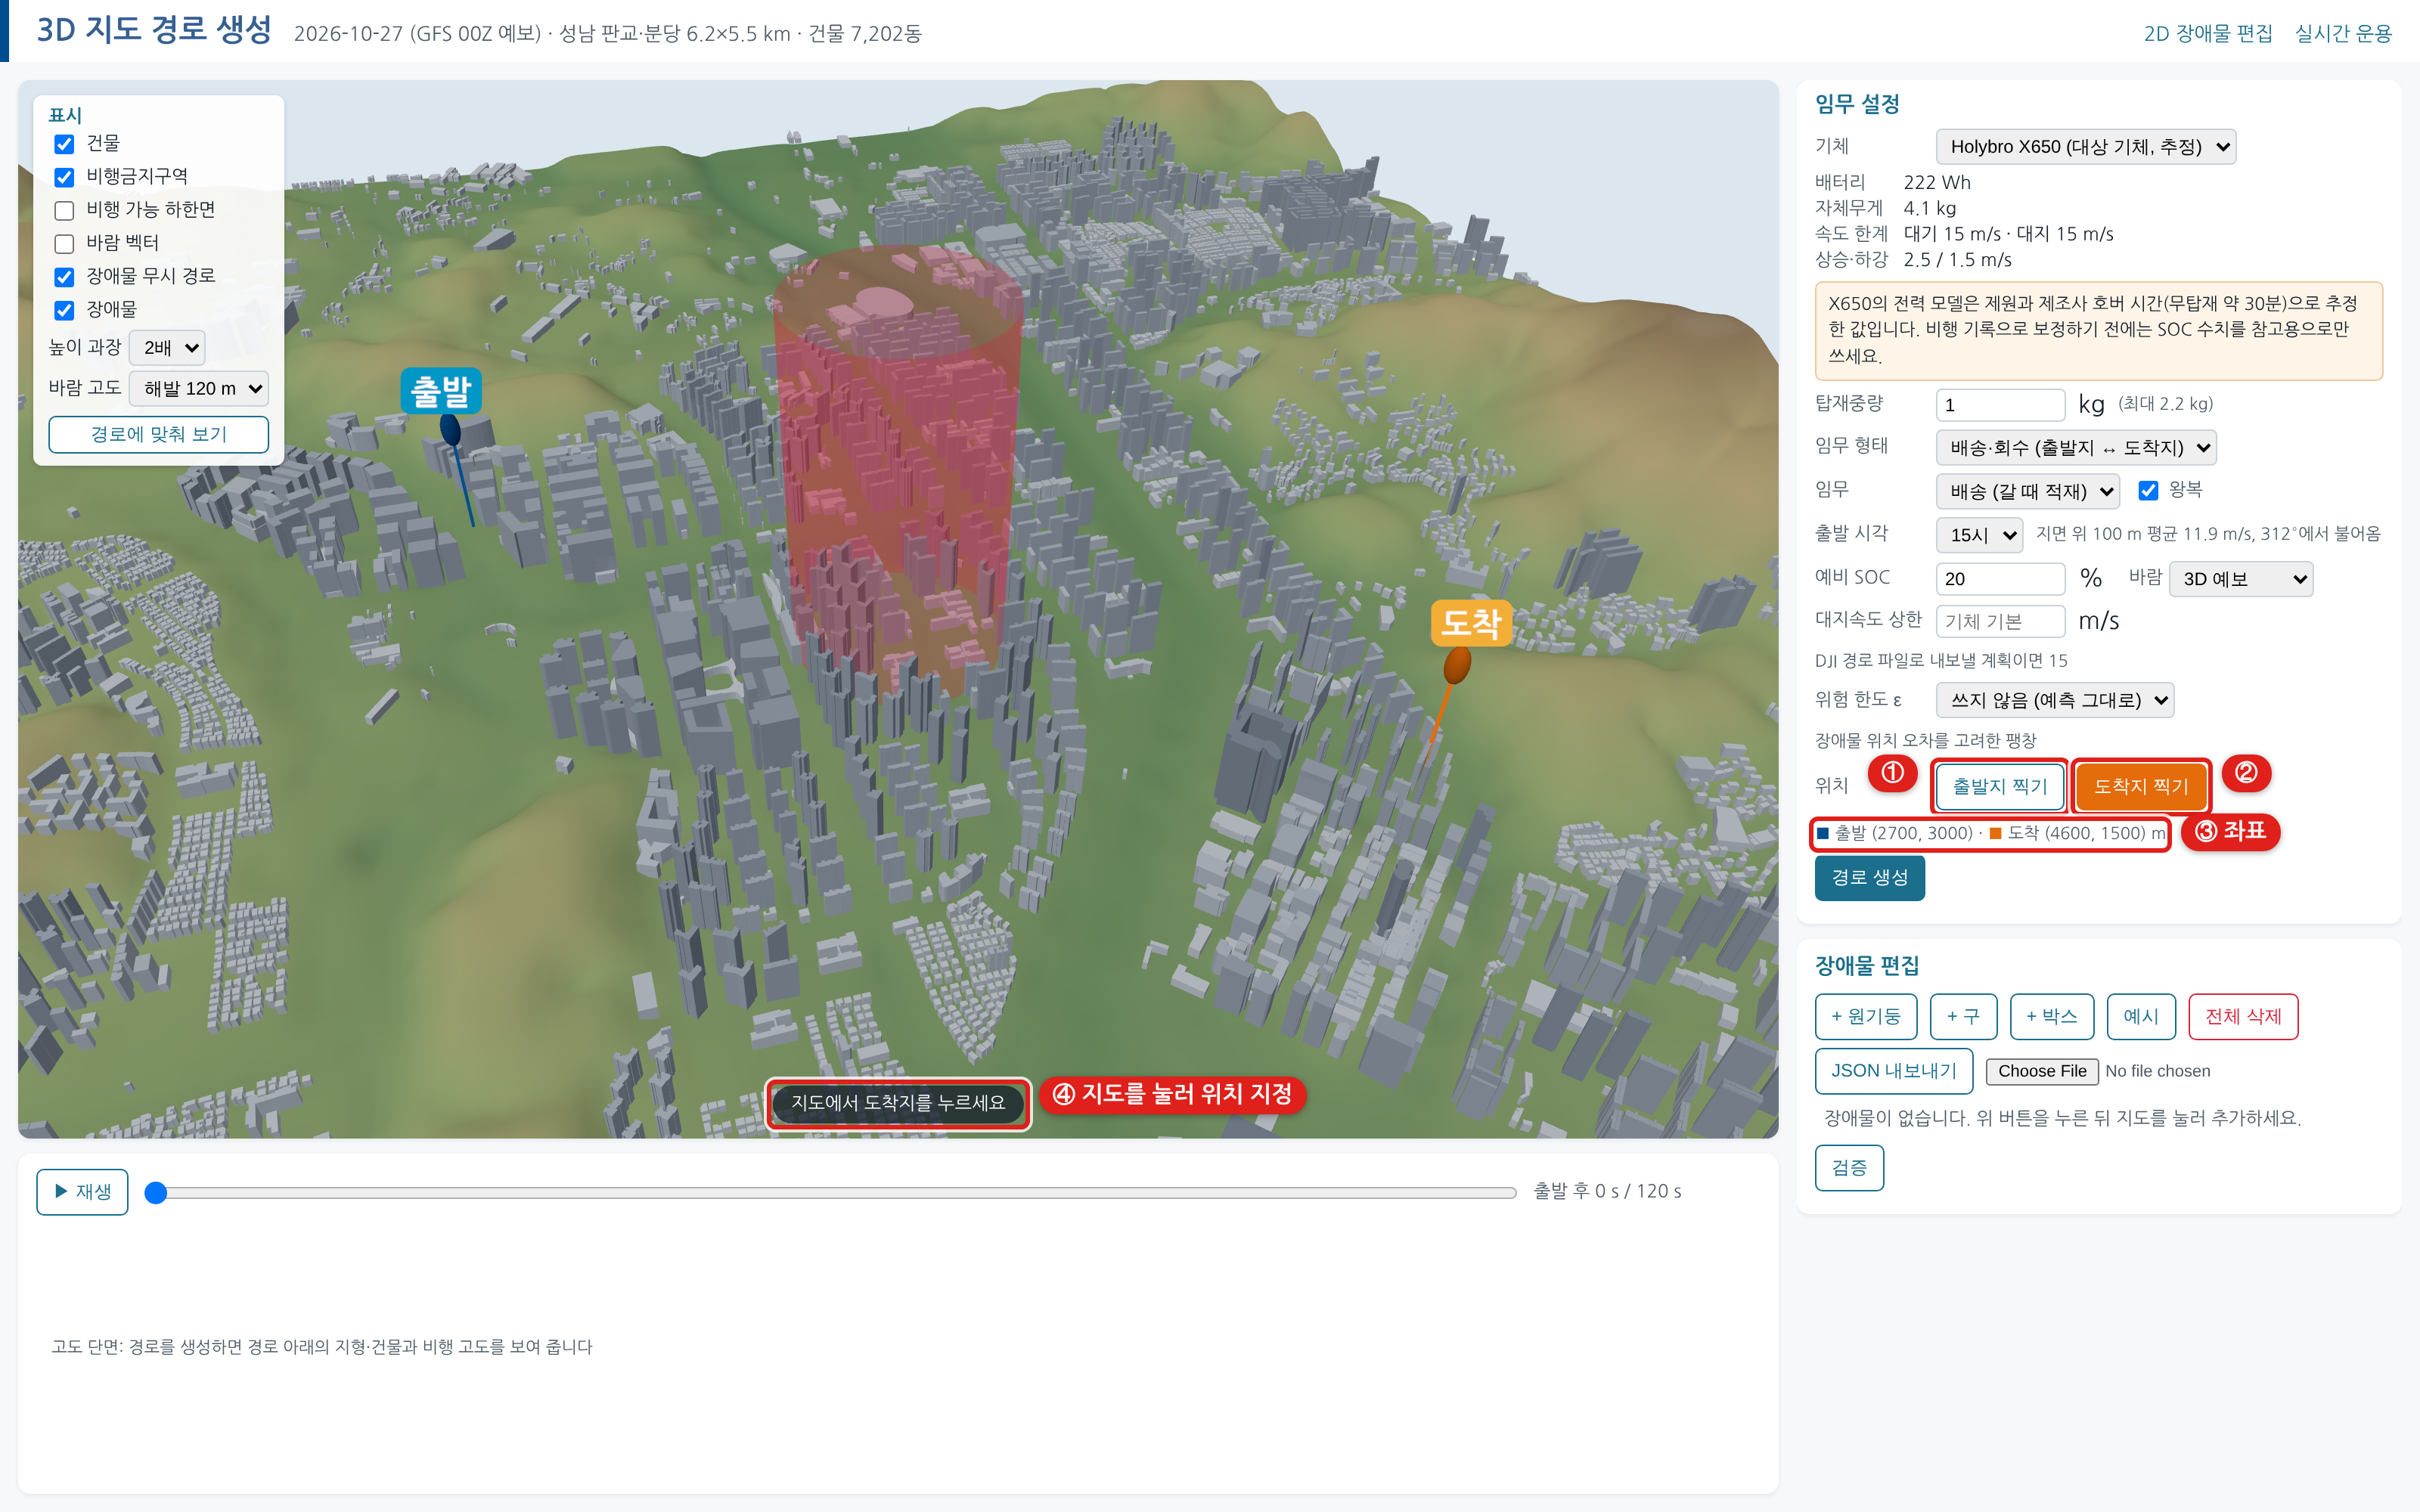 3D 지도 경로 생성
2026-10-27 (GFS 00Z 예보) · 성남 판교·분당 6.2×5.5 km · 건물 7,202동
2D 장애물 편집
실시간 운용
표시
건물
비행금지구역
비행 가능 하한면
바람 벡터
장애물 무시 경로
장애물
높이 과장 2배
바람 고도 해발 120 m
경로에 맞춰 보기
출발
도착
지도에서 도착지를 누르세요
④ 지도를 눌러 위치 지정
▶ 재생
출발 후 0 s / 120 s
고도 단면: 경로를 생성하면 경로 아래의 지형·건물과 비행 고도를 보여 줍니다
임무 설정
기체 Holybro X650 (대상 기체, 추정)
배터리 222 Wh
자체무게 4.1 kg
속도 한계 대기 15 m/s · 대지 15 m/s
상승·하강 2.5 / 1.5 m/s
X650의 전력 모델은 제원과 제조사 호버 시간(무탑재 약 30분)으로 추정
한 값입니다. 비행 기록으로 보정하기 전에는 SOC 수치를 참고용으로만
쓰세요.
탑재중량 1 kg (최대 2.2 kg)
임무 형태 배송·회수 (출발지 ↔ 도착지)
임무 배송 (갈 때 적재) 왕복
출발 시각 15시 지면 위 100 m 평균 11.9 m/s, 312°에서 불어옴
예비 SOC 20 % 바람 3D 예보
대지속도 상한 기체 기본 m/s
DJI 경로 파일로 내보낼 계획이면 15
위험 한도 ε 쓰지 않음 (예측 그대로)
장애물 위치 오차를 고려한 팽창
위치 ① 출발지 찍기 도착지 찍기 ②
■ 출발 (2700, 3000) · ■ 도착 (4600, 1500) m ③ 좌표
경로 생성
장애물 편집
+ 원기둥 + 구 + 박스 예시 전체 삭제
JSON 내보내기 Choose File No file chosen
장애물이 없습니다. 위 버튼을 누른 뒤 지도를 눌러 추가하세요.
검증